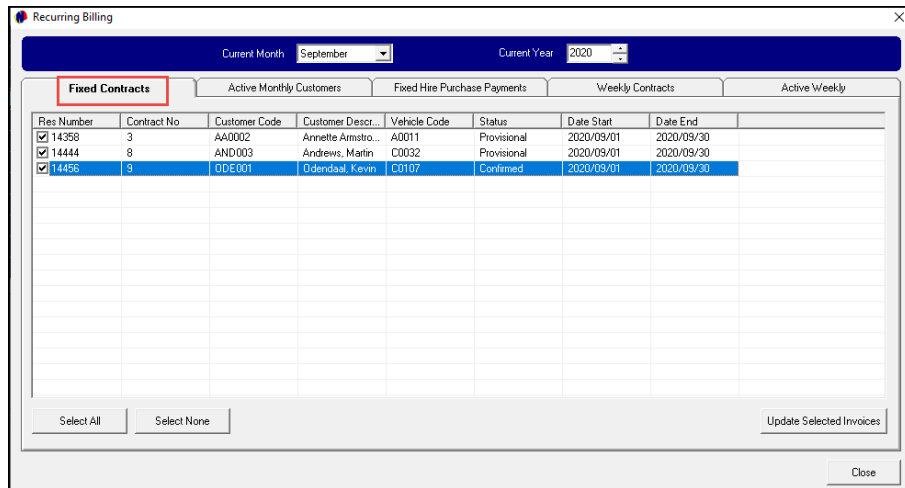 Recurring Billing
Current Month September Current Year 2020
Fixed Contracts Active Monthly Customers Fixed Hire Purchase Payments Weekly Contracts Active Weekly
Res Number Contract No Customer Code Customer Descr... Vehicle Code Status Date Start Date End
14358 3 AA0002 Annette Armstro... A0011 Provisional 2020/09/01 2020/09/30
14444 8 AND003 Andrews, Martin C0032 Provisional 2020/09/01 2020/09/30
14456 9 ODE001 Odendaal, Kevin C0107 Confirmed 2020/09/01 2020/09/30
Select All Select None Update Selected Invoices
Close